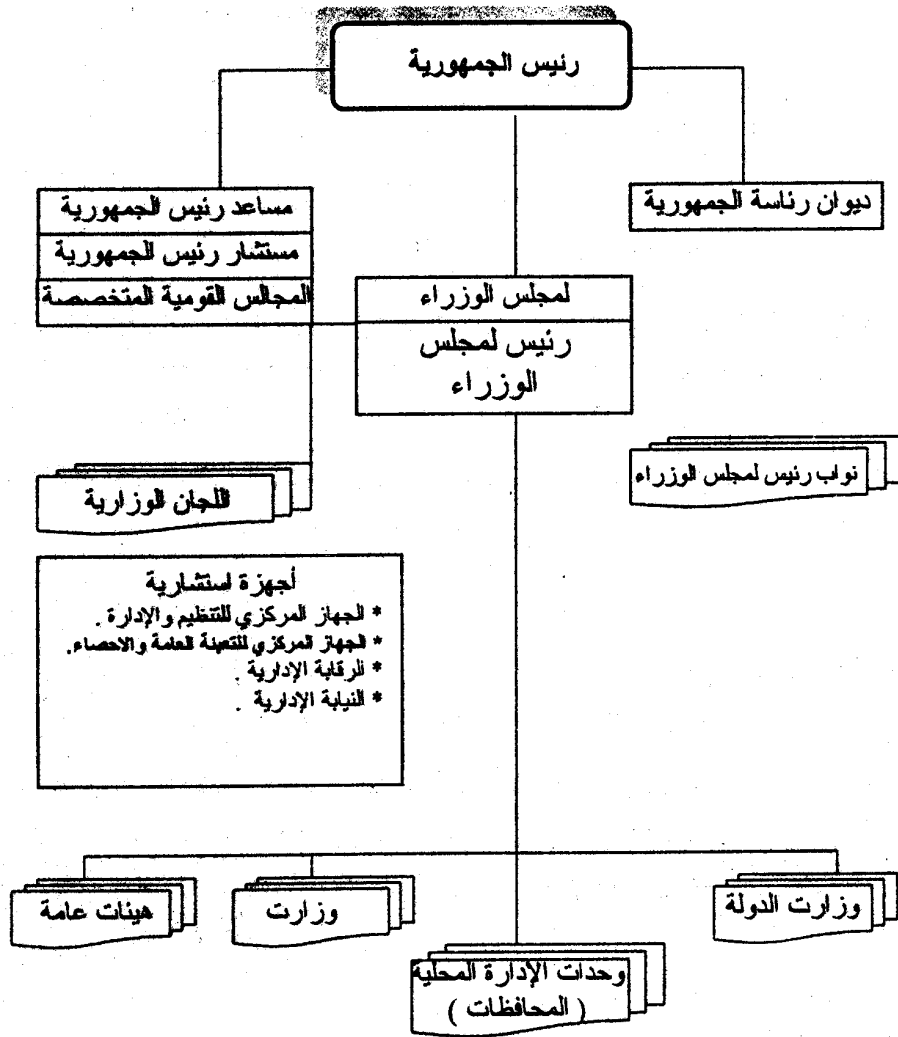 رئيس الجمهورية
ديوان رئاسة الجمهورية
مساعد رئيس الجمهورية
مستشار رئيس الجمهورية
المجالس القومية المتخصصة
لمجلس الوزراء
رئيس لمجلس
الوزراء
نواب رئيس لمجلس الوزراء
اللجان الوزارية
أجهزة استشارية
* الجهاز المركزي للتنظيم والإدارة .
* الجهاز المركزي للتعبئة العامة والاحصاء.
* الرقابة الإدارية .
* النيابة الإدارية .
وزارت الدولة
وزارت
هيئات عامة
وحدات الإدارة المحلية
( المحافظات )